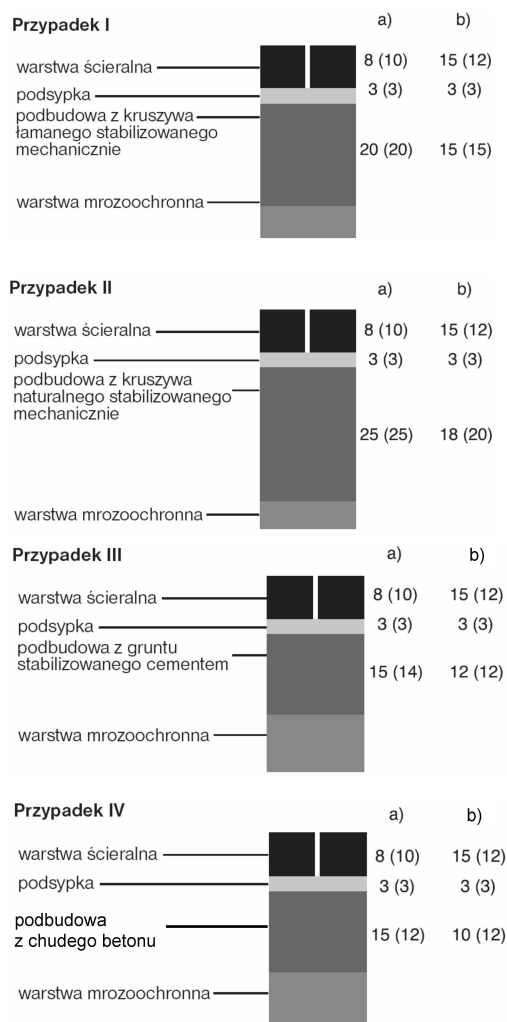 Przypadek I a) b)
warstwa ścieralna 8 (10) 15 (12)
podsypka 3 (3) 3 (3)
podbudowa z kruszywa
łamanego stabilizowanego
mechanicznie 20 (20) 15 (15)
warstwa mrozoochronna
Przypadek II a) b)
warstwa ścieralna 8 (10) 15 (12)
podsypka 3 (3) 3 (3)
podbudowa z kruszywa
naturalnego stabilizowanego
mechanicznie
25 (25) 18 (20)
warstwa mrozoochronna
Przypadek III a) b)
warstwa ścieralna 8 (10) 15 (12)
podsypka 3 (3) 3 (3)
podbudowa z gruntu
stabilizowanego cementem
15 (14) 12 (12)
warstwa mrozoochronna
Przypadek IV a) b)
warstwa ścieralna 8 (10) 15 (12)
podsypka 3 (3) 3 (3)
podbudowa
z chudego betonu 15 (12) 10 (12)
warstwa mrozoochronna